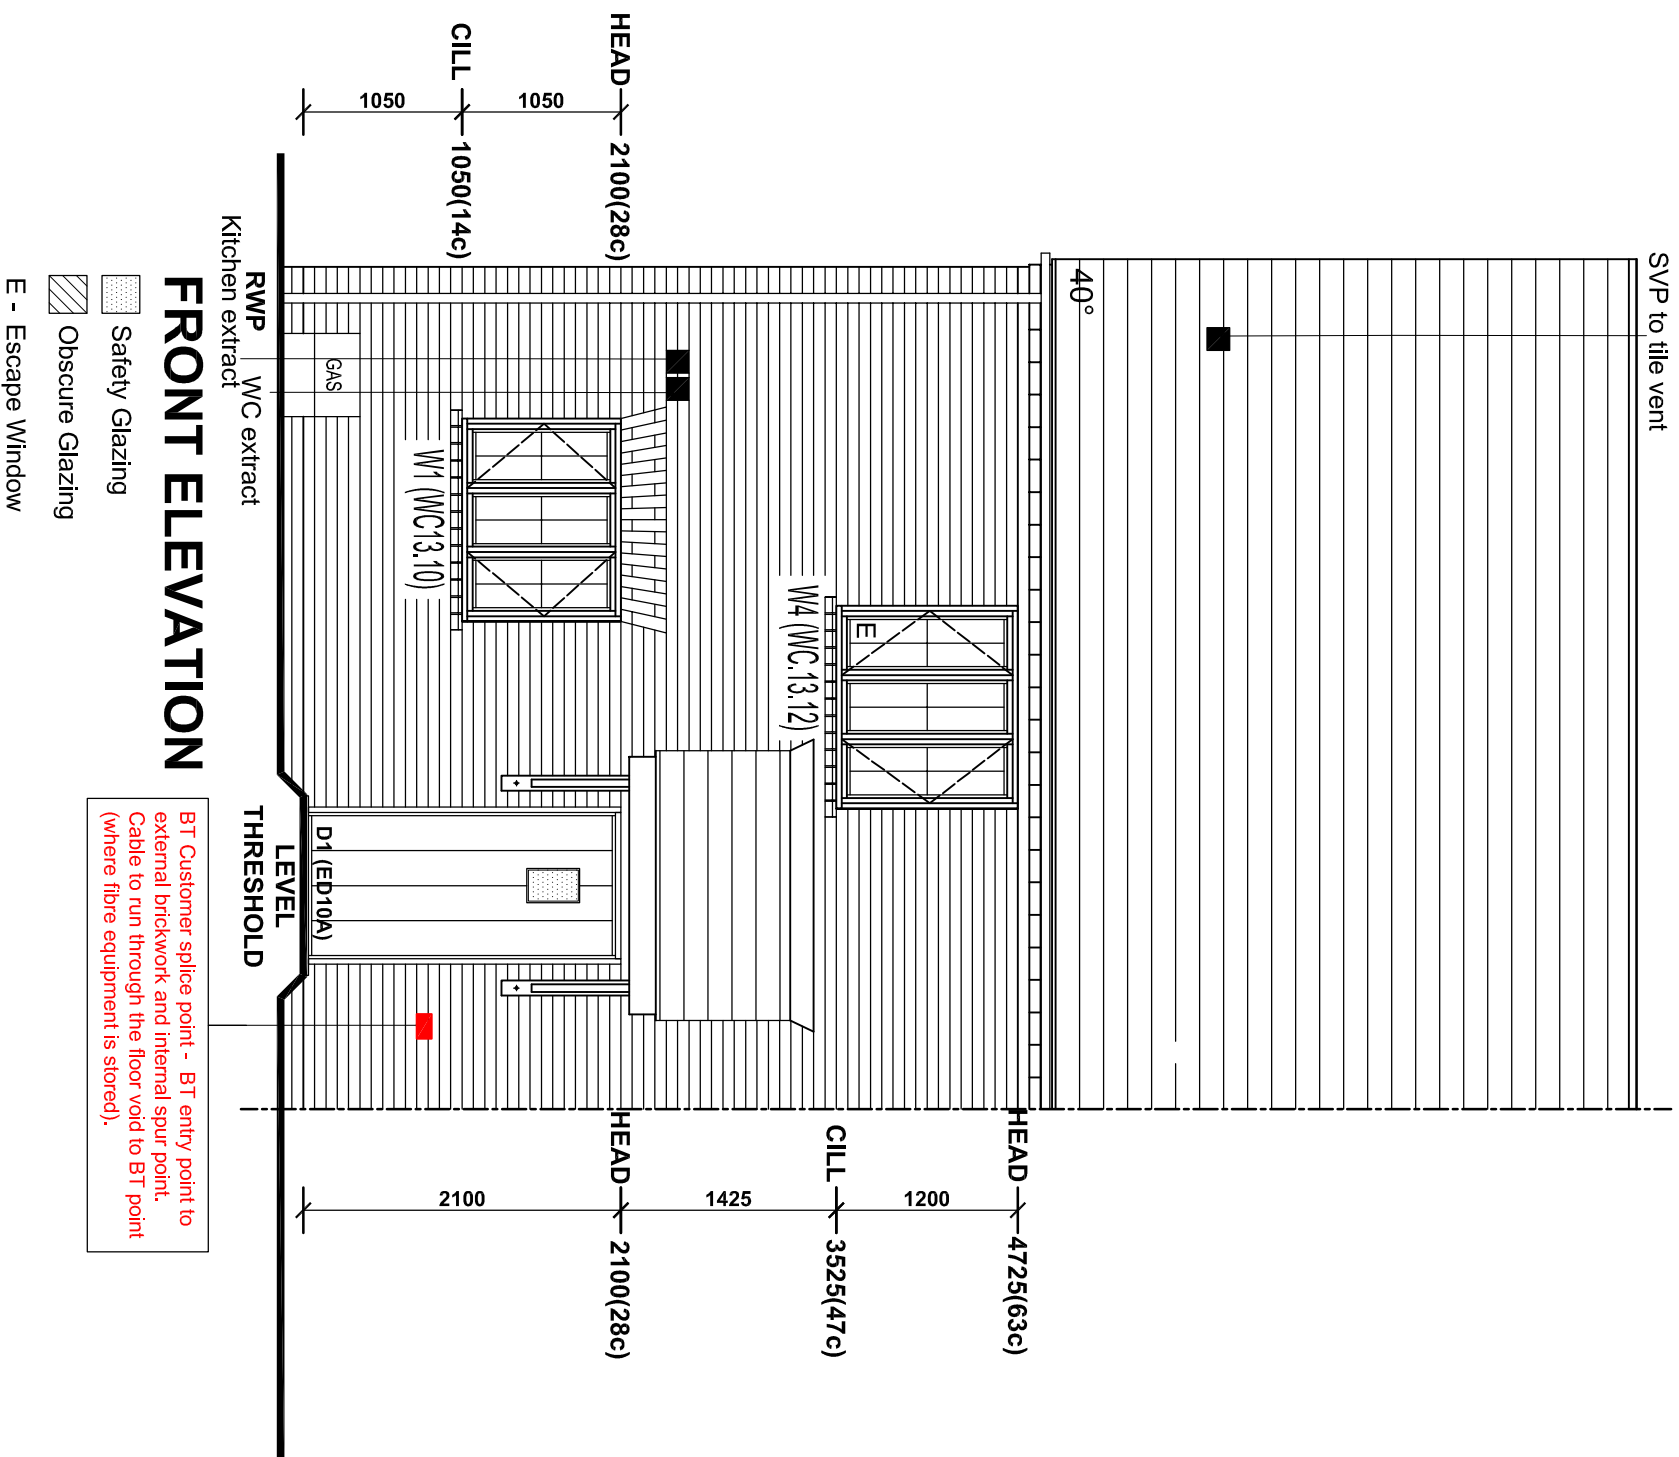 SVP to tile vent
40°
HEAD
4725(63c)
1200
CILL
3525(47c)
E
W4 (WC.13.12)
1425
HEAD
2100(28c)
HEAD
2100(28c)
1050
CILL
1050(14c)
1050
W1 (WC13.10)
2100
GAS
D1 (ED10A)
LEVEL
THRESHOLD
RWP
WC extract
Kitchen extract
FRONT ELEVATION
Safety Glazing
Obscure Glazing
E - Escape Window
BT Customer splice point - BT entry point to
external brickwork and internal spur point.
Cable to run through the floor void to BT point
(where fibre equipment is stored).